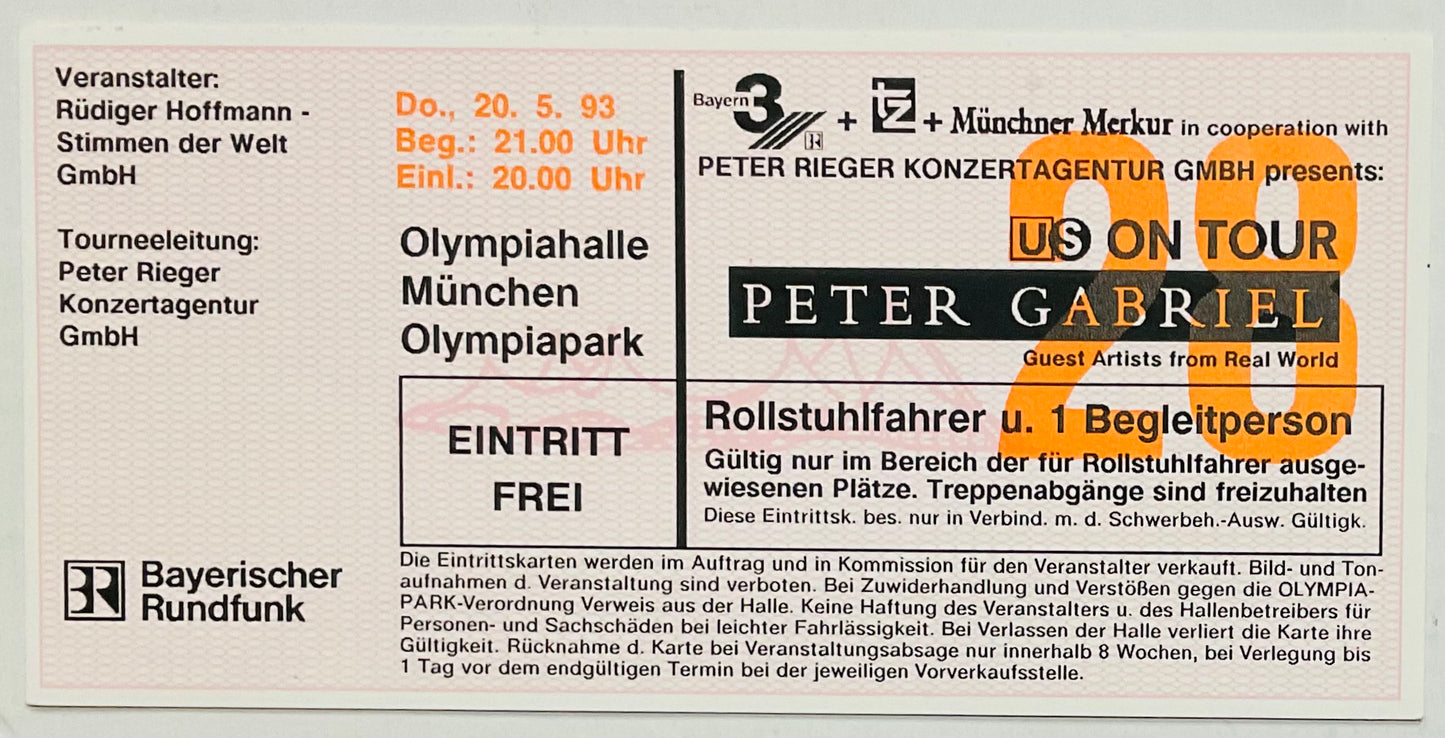 Veranstalter:
Rüdiger Hoffmann -
Stimmen der Welt
GmbH
Tourneeleitung:
Peter Rieger
Konzertagentur
GmbH
BR Bayerischer
Rundfunk
Do., 20. 5. 93
Beg.: 21.00 Uhr
Einl.: 20.00 Uhr
Olympiahalle
München
Olympiapark
Bayern 3 + tz + Münchner Merkur in cooperation with
PETER RIEGER KONZERTAGENTUR GMBH presents:
28
US ON TOUR
PETER GABRIEL
Guest Artists from Real World
EINTRITT
FREI
Rollstuhlfahrer u. 1 Begleitperson
Gültig nur im Bereich der für Rollstuhlfahrer ausge-
wiesenen Plätze. Treppenabgänge sind freizuhalten
Diese Eintrittsk. bes. nur in Verbind. m. d. Schwerbeh.-Ausw. Gültigk.
Die Eintrittskarten werden im Auftrag und in Kommission für den Veranstalter verkauft. Bild- und Ton-
aufnahmen d. Veranstaltung sind verboten. Bei Zuwiderhandlung und Verstößen gegen die OLYMPIA-
PARK-Verordnung Verweis aus der Halle. Keine Haftung des Veranstalters u. des Hallenbetreibers für
Personen- und Sachschäden bei leichter Fahrlässigkeit. Bei Verlassen der Halle verliert die Karte ihre
Gültigkeit. Rücknahme d. Karte bei Veranstaltungsabsage nur innerhalb 8 Wochen, bei Verlegung bis
1 Tag vor dem endgültigen Termin bei der jeweiligen Vorverkaufsstelle.